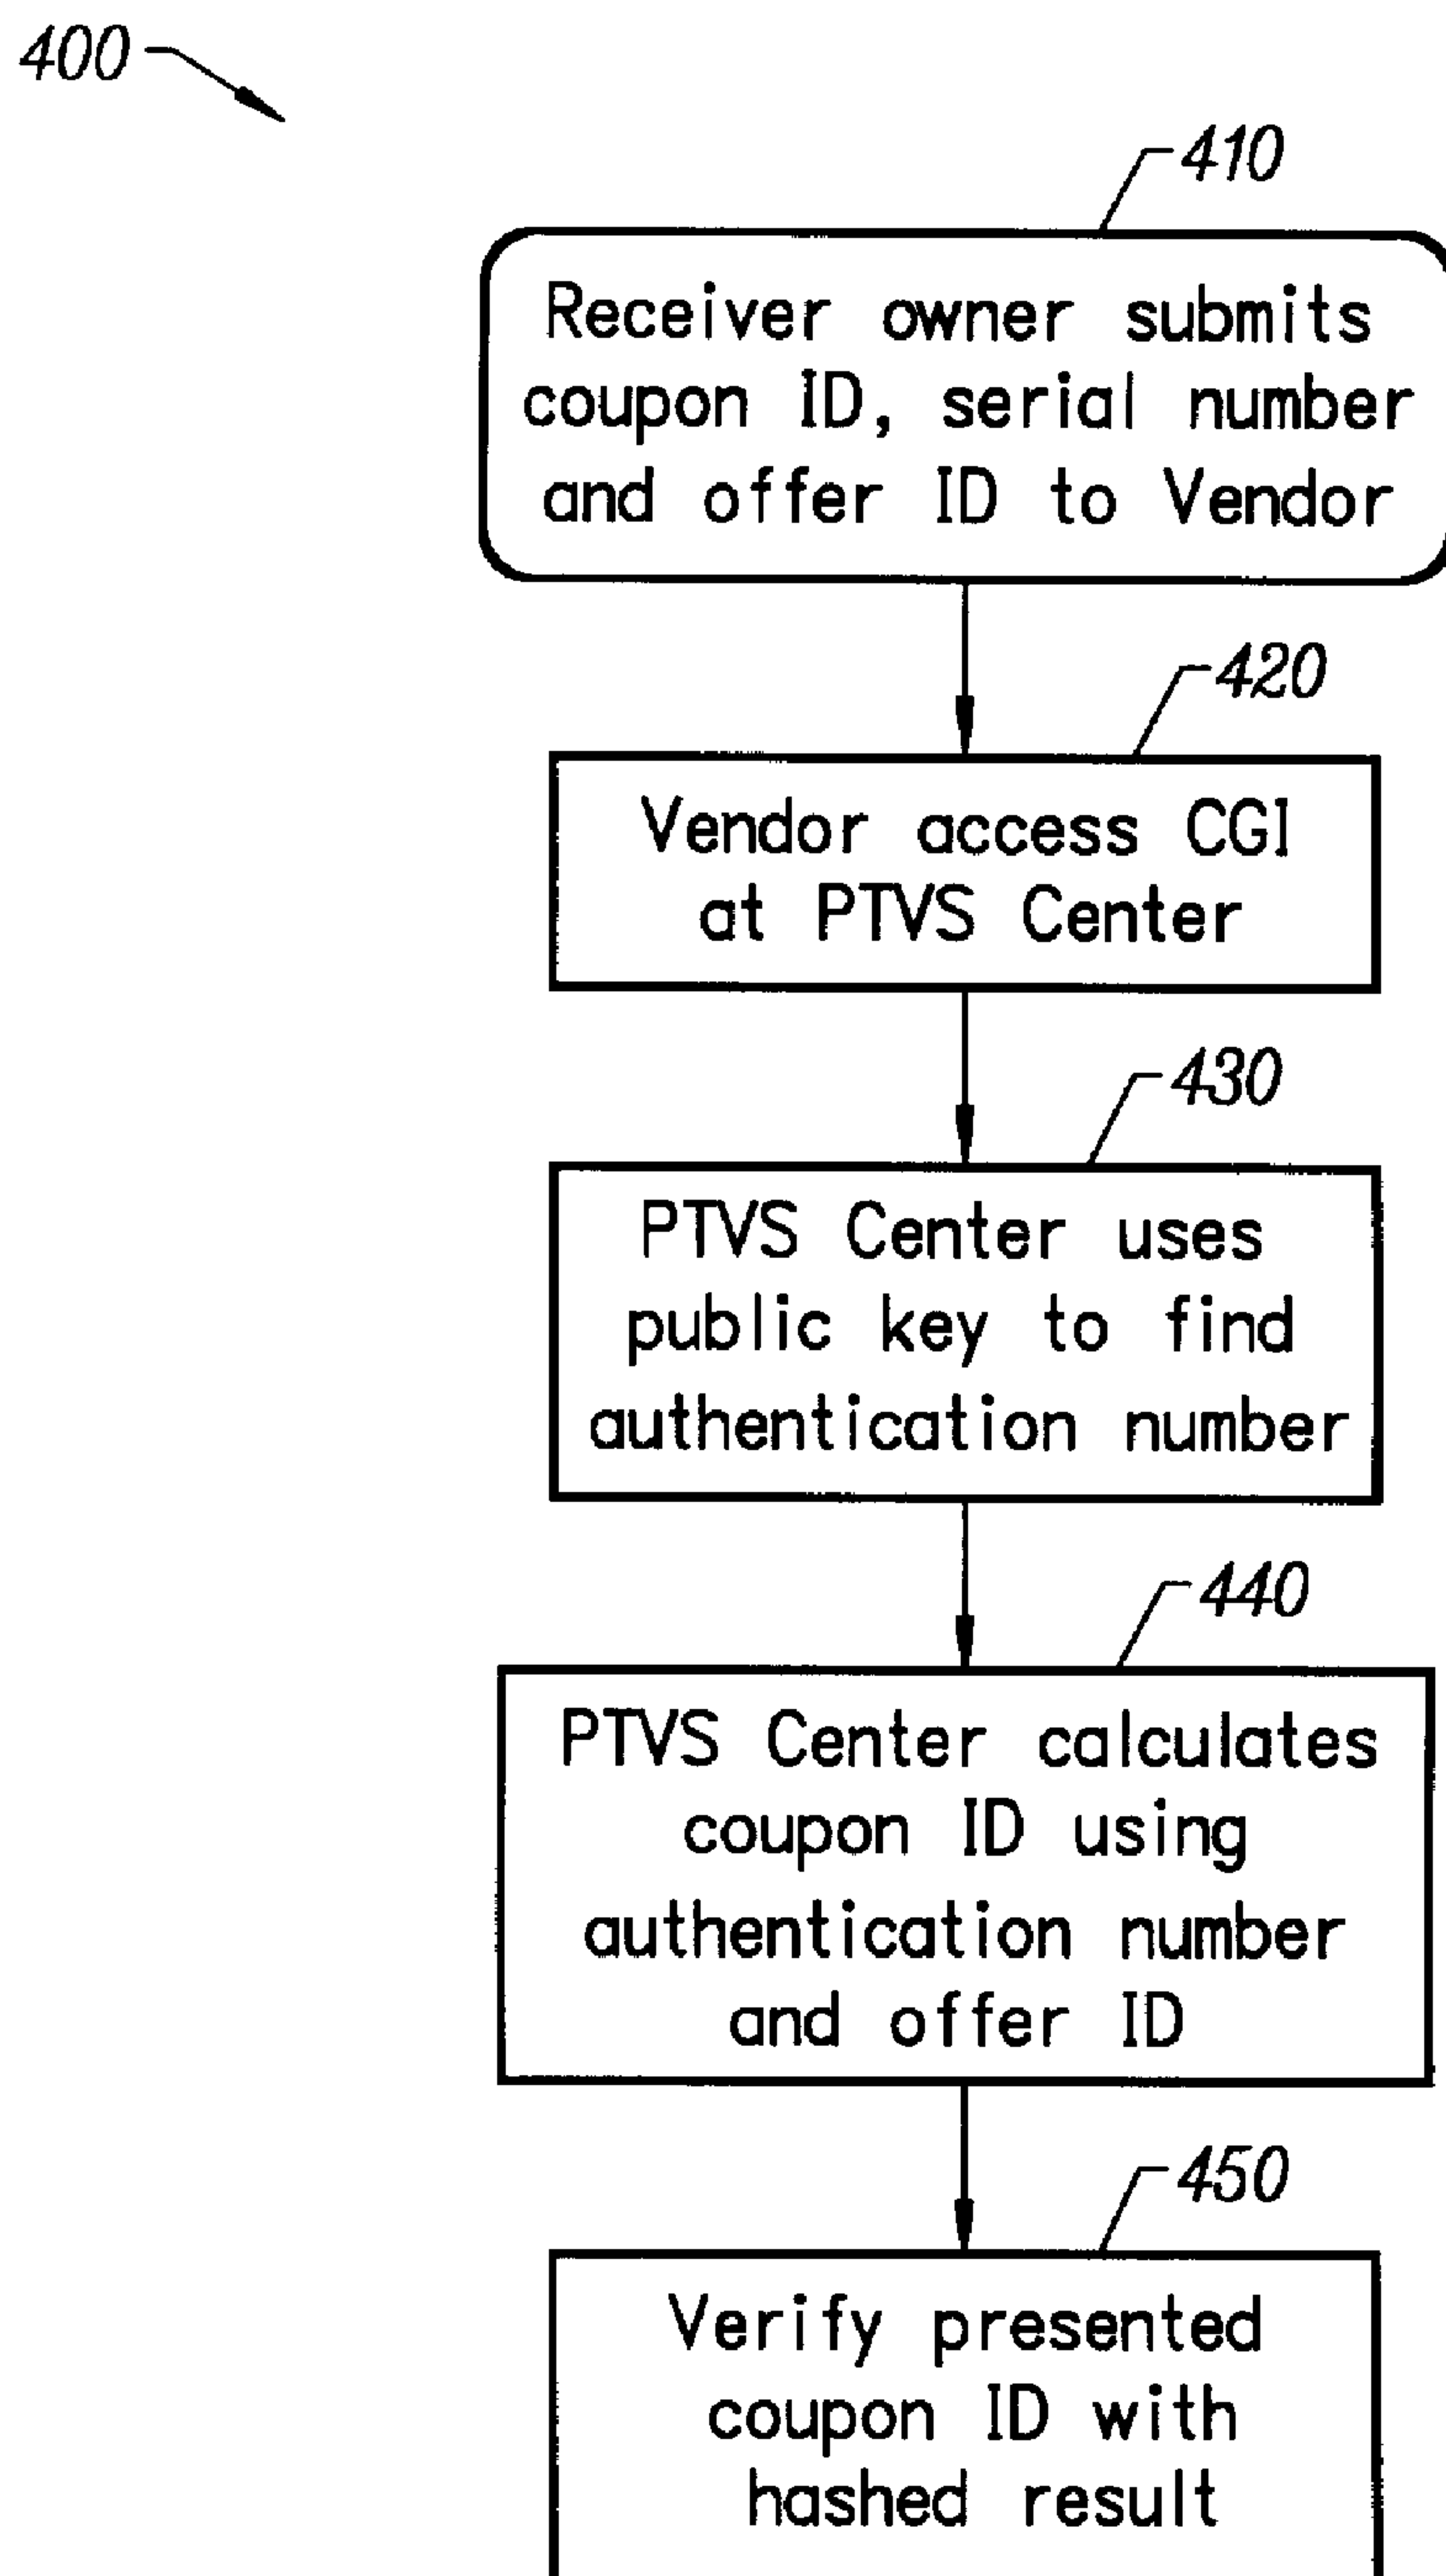 400
410
Receiver owner submits
coupon ID, serial number
and offer ID to Vendor
420
Vendor access CGI
at PTVS Center
430
PTVS Center uses
public key to find
authentication number
440
PTVS Center calculates
coupon ID using
authentication number
and offer ID
450
Verify presented
coupon ID with
hashed result